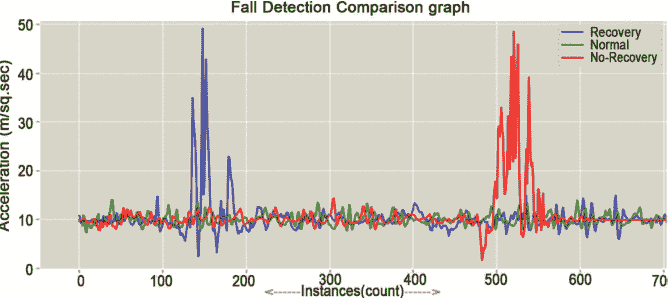 Fall Detection Comparison graph
Acceleration (m/sq.sec)
50
40
30
20
10
0
Recovery
Normal
No-Recovery
0 100 200 300 400 500 600 700
Instances(count)